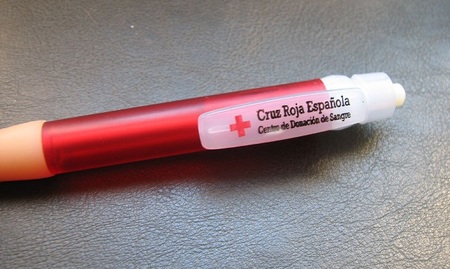 Cruz Roja Española
Centro de Donación de Sangre